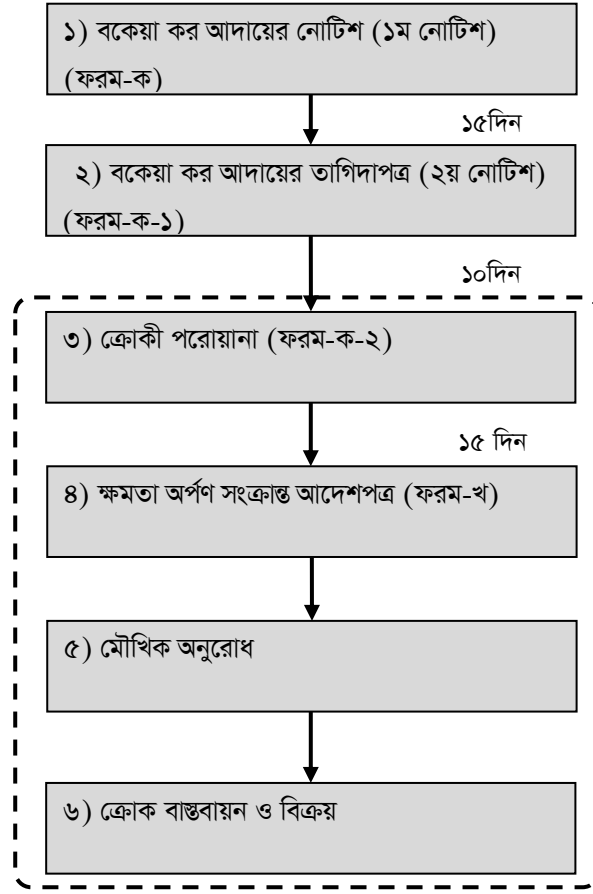 ১) বকেয়া কর আদায়ের নোটিশ (১ম নোটিশ)
(ফরম-ক)
১৫দিন
২) বকেয়া কর আদায়ের তাগিদাপত্র (২য় নোটিশ)
(ফরম-ক-১)
১০দিন
৩) ক্রোকী পরোয়ানা (ফরম-ক-২)
১৫ দিন
৪) ক্ষমতা অর্পণ সংক্রান্ত আদেশপত্র (ফরম-খ)
৫) মৌখিক অনুরোধ
৬) ক্রোক বাস্তবায়ন ও বিক্রয়